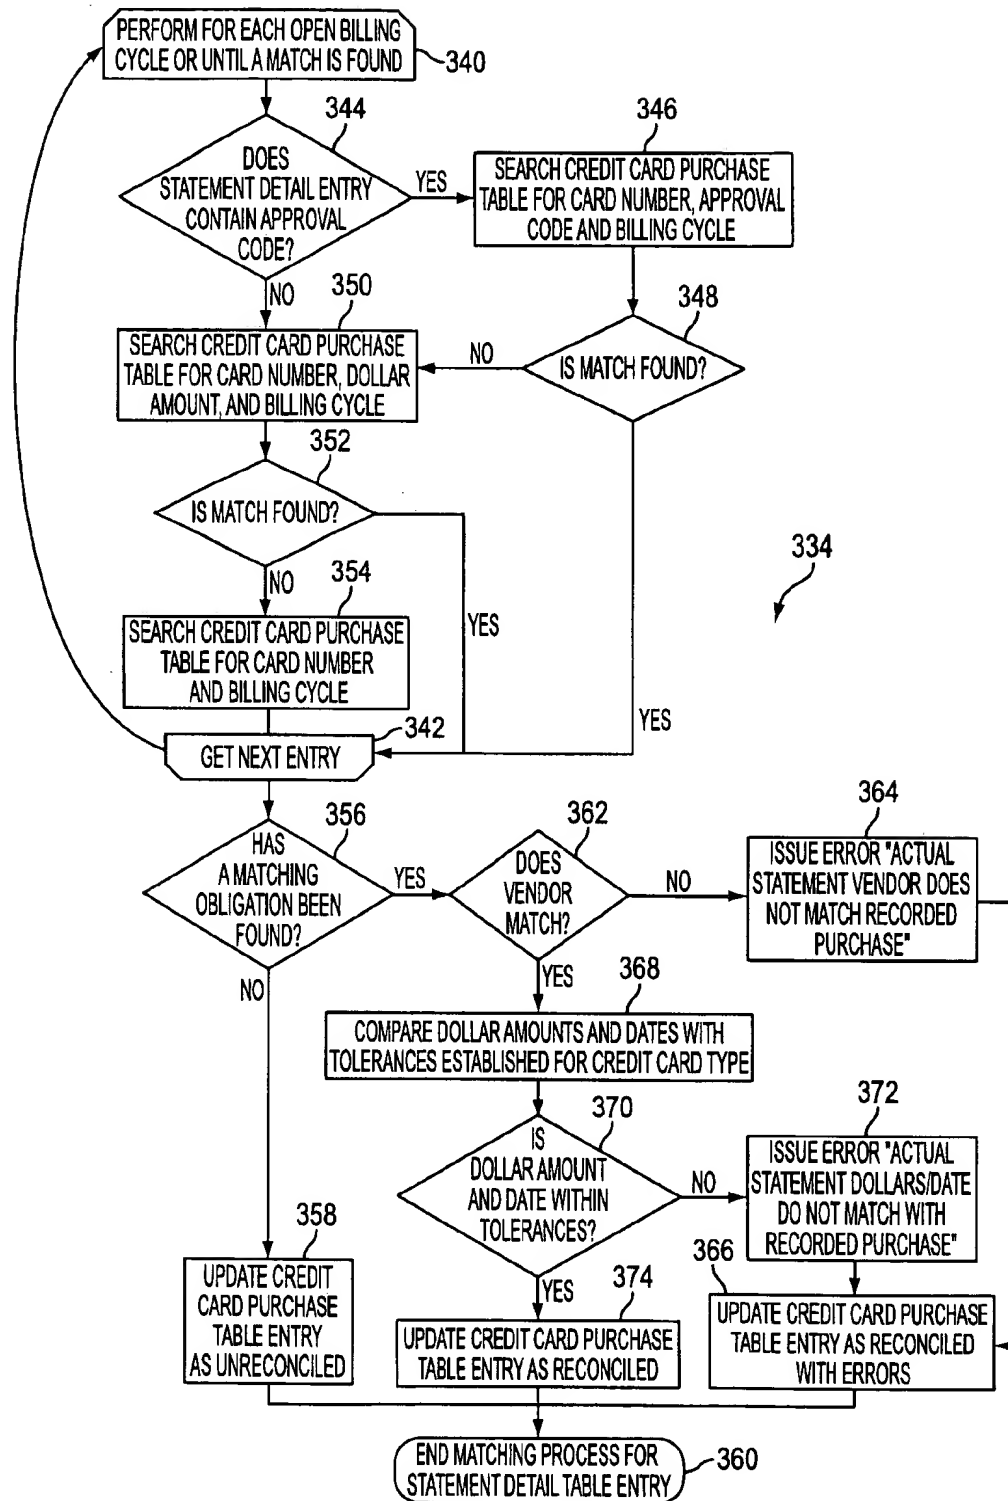 PERFORM FOR EACH OPEN BILLING
CYCLE OR UNTIL A MATCH IS FOUND
340
344
DOES
STATEMENT DETAIL ENTRY
CONTAIN APPROVAL
CODE?
YES
346
SEARCH CREDIT CARD PURCHASE
TABLE FOR CARD NUMBER, APPROVAL
CODE AND BILLING CYCLE
NO
350
SEARCH CREDIT CARD PURCHASE
TABLE FOR CARD NUMBER, DOLLAR
AMOUNT, AND BILLING CYCLE
NO
348
IS MATCH FOUND?
352
IS MATCH FOUND?
NO
YES
354
SEARCH CREDIT CARD PURCHASE
TABLE FOR CARD NUMBER
AND BILLING CYCLE
334
YES
342
GET NEXT ENTRY
356
HAS
A MATCHING
OBLIGATION BEEN
FOUND?
YES
362
DOES
VENDOR
MATCH?
NO
364
ISSUE ERROR "ACTUAL
STATEMENT VENDOR DOES
NOT MATCH RECORDED
PURCHASE"
NO
YES
368
COMPARE DOLLAR AMOUNTS AND DATES WITH
TOLERANCES ESTABLISHED FOR CREDIT CARD TYPE
370
IS
DOLLAR AMOUNT
AND DATE WITHIN
TOLERANCES?
NO
372
ISSUE ERROR "ACTUAL
STATEMENT DOLLARS/DATE
DO NOT MATCH WITH
RECORDED PURCHASE"
358
UPDATE CREDIT
CARD PURCHASE
TABLE ENTRY
AS UNRECONCILED
YES
374
UPDATE CREDIT CARD PURCHASE
TABLE ENTRY AS RECONCILED
366
UPDATE CREDIT CARD PURCHASE
TABLE ENTRY AS RECONCILED
WITH ERRORS
END MATCHING PROCESS FOR
STATEMENT DETAIL TABLE ENTRY
360